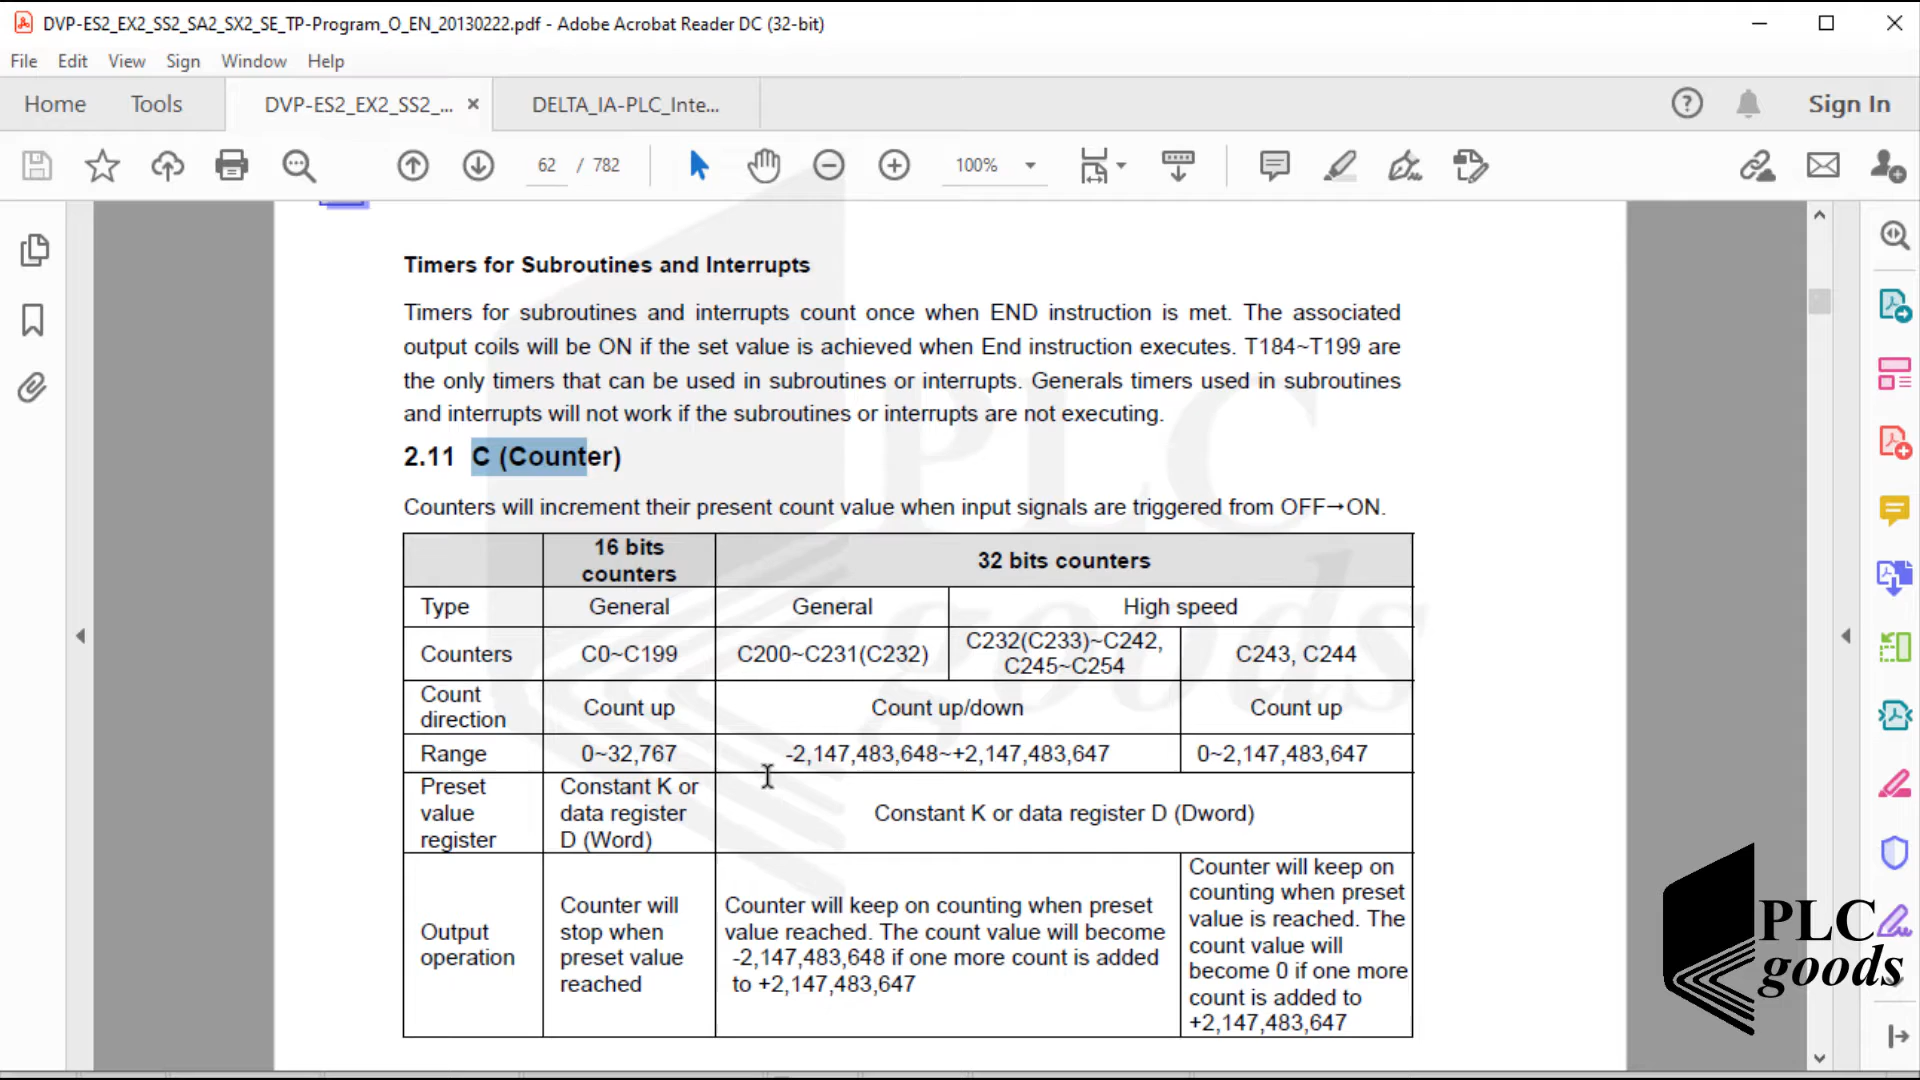 DVP-ES2_EX2_SS2_SA2_SX2_SE_TP-Program_O_EN_20130222.pdf - Adobe Acrobat Reader DC (32-bit)
File Edit View Sign Window Help
Home Tools DVP-ES2_EX2_SS2_... × DELTA_IA-PLC_Inte... Sign In
62 / 782 100%
Timers for Subroutines and Interrupts
Timers for subroutines and interrupts count once when END instruction is met. The associated
output coils will be ON if the set value is achieved when End instruction executes. T184~T199 are
the only timers that can be used in subroutines or interrupts. Generals timers used in subroutines
and interrupts will not work if the subroutines or interrupts are not executing.
2.11 C (Counter)
Counters will increment their present count value when input signals are triggered from OFF→ON.
16 bits
counters
32 bits counters
Type General General High speed
Counters C0~C199 C200~C231(C232) C232(C233)~C242,
C245~C254
C243, C244
Count
direction
Count up Count up/down Count up
Range 0~32,767 -2,147,483,648~+2,147,483,647 0~2,147,483,647
Preset
value
register
Constant K or
data register
D (Word)
Constant K or data register D (Dword)
Output
operation
Counter will
stop when
preset value
reached
Counter will keep on counting when preset
value reached. The count value will become
-2,147,483,648 if one more count is added
to +2,147,483,647
Counter will keep on
counting when preset
value is reached. The
count value will
become 0 if one more
count is added to
+2,147,483,647
PLC
goods
PLC
goods